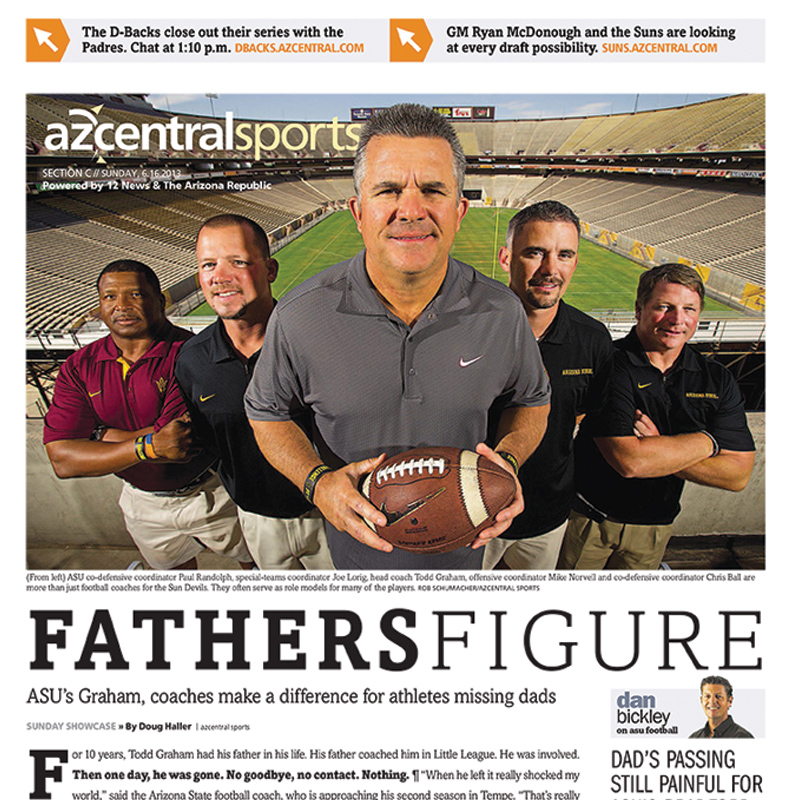 The D-Backs close out their series with the
Padres. Chat at 1:10 p.m. DBACKS.AZCENTRAL.COM
GM Ryan McDonough and the Suns are looking
at every draft possibility. SUNS.AZCENTRAL.COM
azcentralsports
SECTION C // SUNDAY, 6.16.2013
Powered by 12 News & The Arizona Republic
(From left) ASU co-defensive coordinator Paul Randolph, special-teams coordinator Joe Lorig, head coach Todd Graham, offensive coordinator Mike Norvell and co-defensive coordinator Chris Ball are
more than just football coaches for the Sun Devils. They often serve as role models for many of the players. ROB SCHUMACHER/AZCENTRAL SPORTS
FATHERSFIGURE
ASU's Graham, coaches make a difference for athletes missing dads
SUNDAY SHOWCASE » By Doug Haller | azcentral sports
For 10 years, Todd Graham had his father in his life. His father coached him in Little League. He was involved.
Then one day, he was gone. No goodbye, no contact. Nothing. ¶ "When he left it really shocked my
world," said the Arizona State football coach, who is approaching his second season in Tempe. "That's really
dan
bickley
on asu football
DAD'S PASSING
STILL PAINFUL FOR